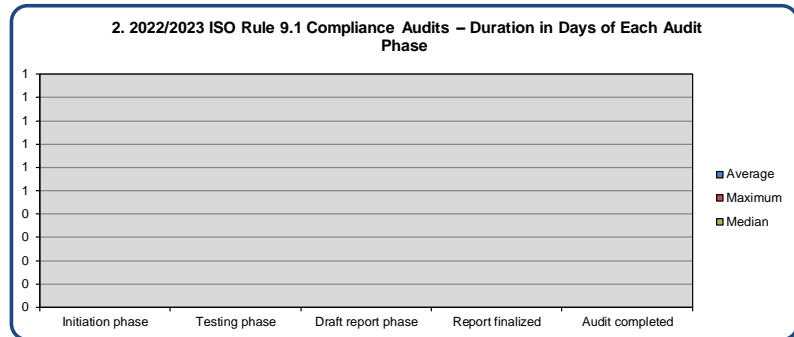 2. 2022/2023 ISO Rule 9.1 Compliance Audits – Duration in Days of Each Audit
Phase
1
1
1
1
1
1
0
0
0
0
0
Initiation phase
Testing phase
Draft report phase
Report finalized
Audit completed
Average
Maximum
Median